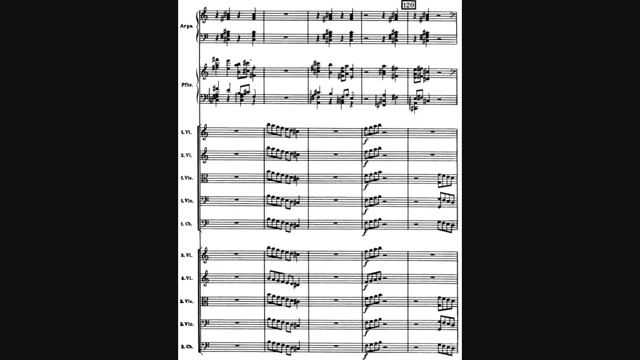 120
Arpa
Pfte.
1. Vl.
2. Vl.
1. Vle.
1. Vlc.
1. Cb.
f
3. Vl.
4. Vl.
2. Vle.
2. Vlc.
2. Cb.
f